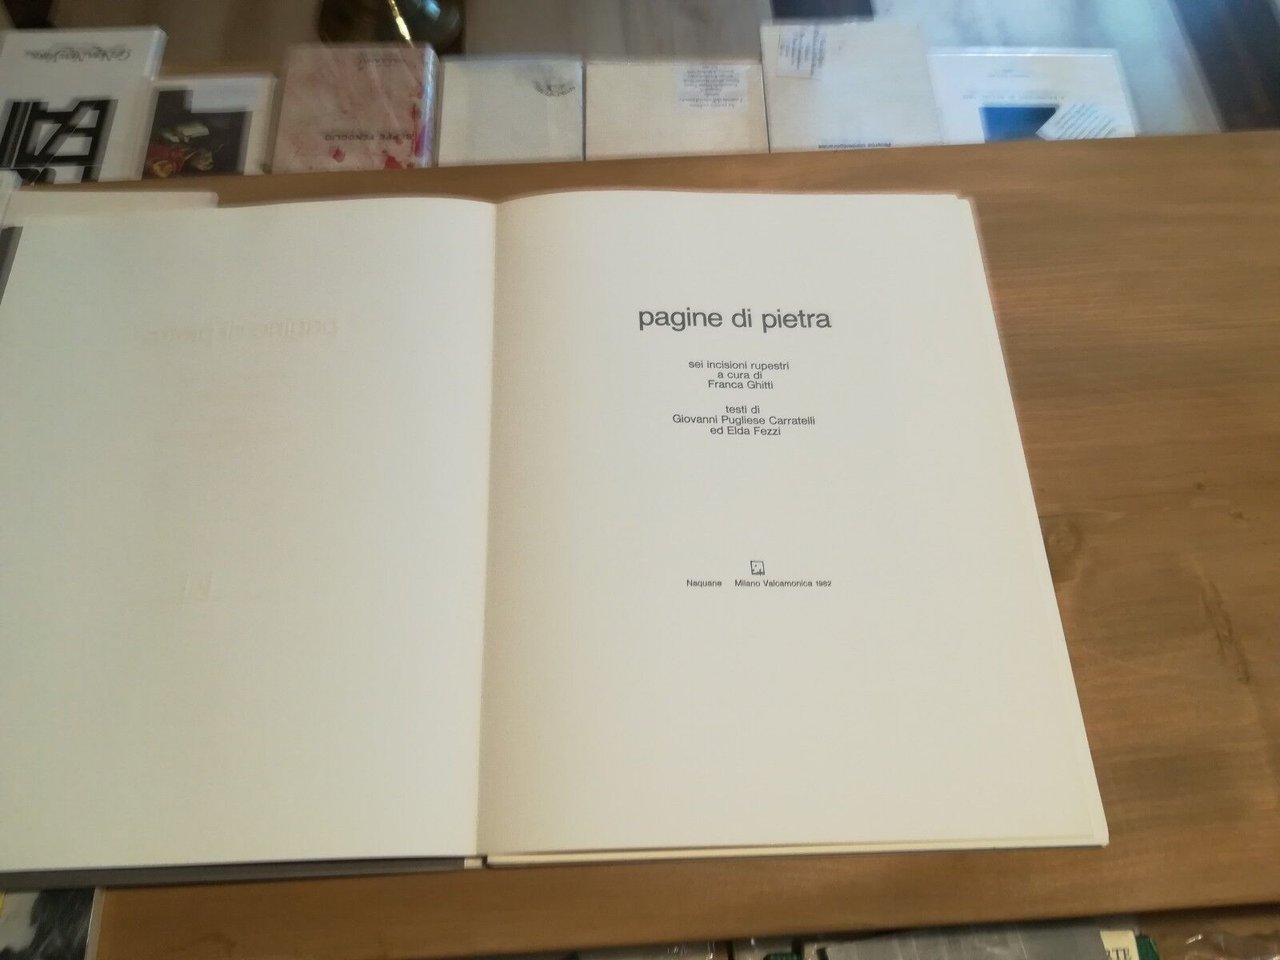 pagine di pietra
sei incisioni rupestri
a cura di
Franca Ghitti
testi di
Giovanni Pugliese Carratelli
ed Elda Fezzi
Naquane Milano Valcamonica 1982